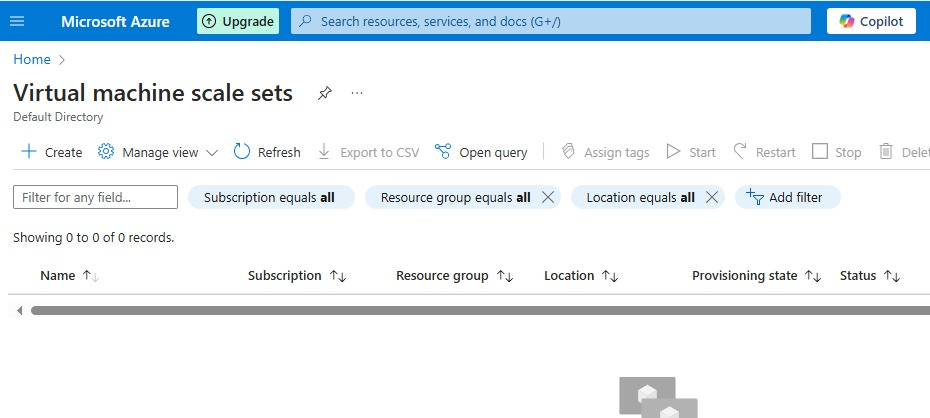 Microsoft Azure Upgrade Search resources, services, and docs (G+/) Copilot
Home
Virtual machine scale sets ...
Default Directory
Create Manage view Refresh Export to CSV Open query Assign tags Start Restart Stop Delet
Filter for any field... Subscription equals all Resource group equals all Location equals all Add filter
Showing 0 to 0 of 0 records.
Name Subscription Resource group Location Provisioning state Status